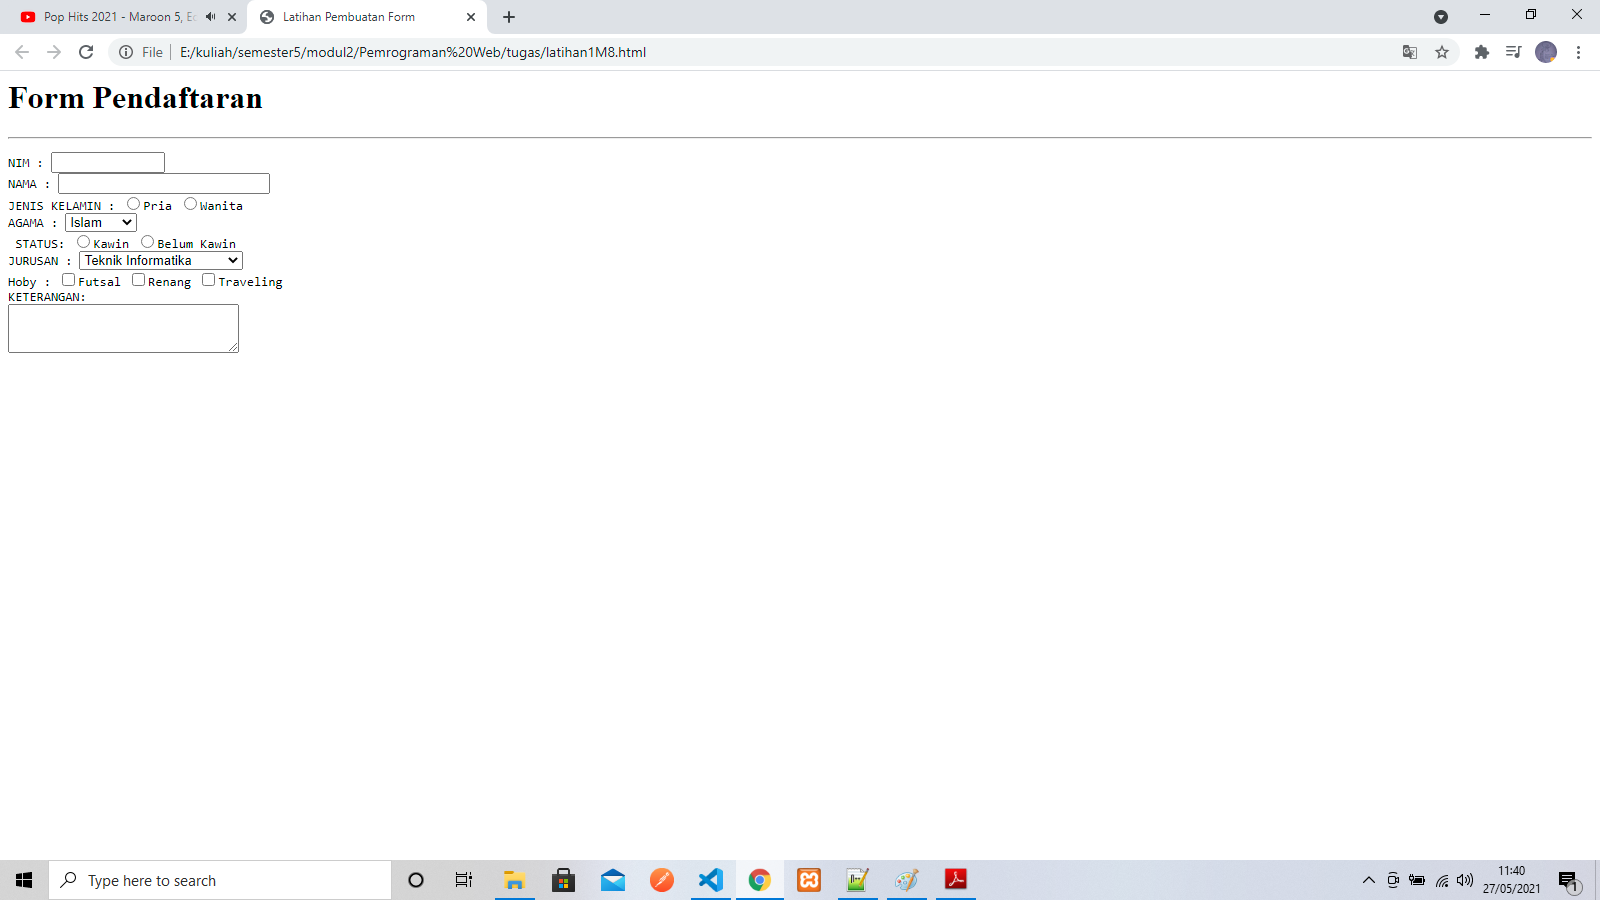 Pop Hits 2021 - Maroon 5,
Latihan Pembuatan Form
File
E:/kuliah/semester5/modul2/Pemrograman%20Web/tugas/latihan1M8.html
Form Pendaftaran
NIM :
NAMA :
JENIS KELAMIN : Pria Wanita
AGAMA : Islam
STATUS: Kawin Belum Kawin
JURUSAN : Teknik Informatika
Hoby : Futsal Renang Traveling
KETERANGAN:
Type here to search
11:40
27/05/2021
1